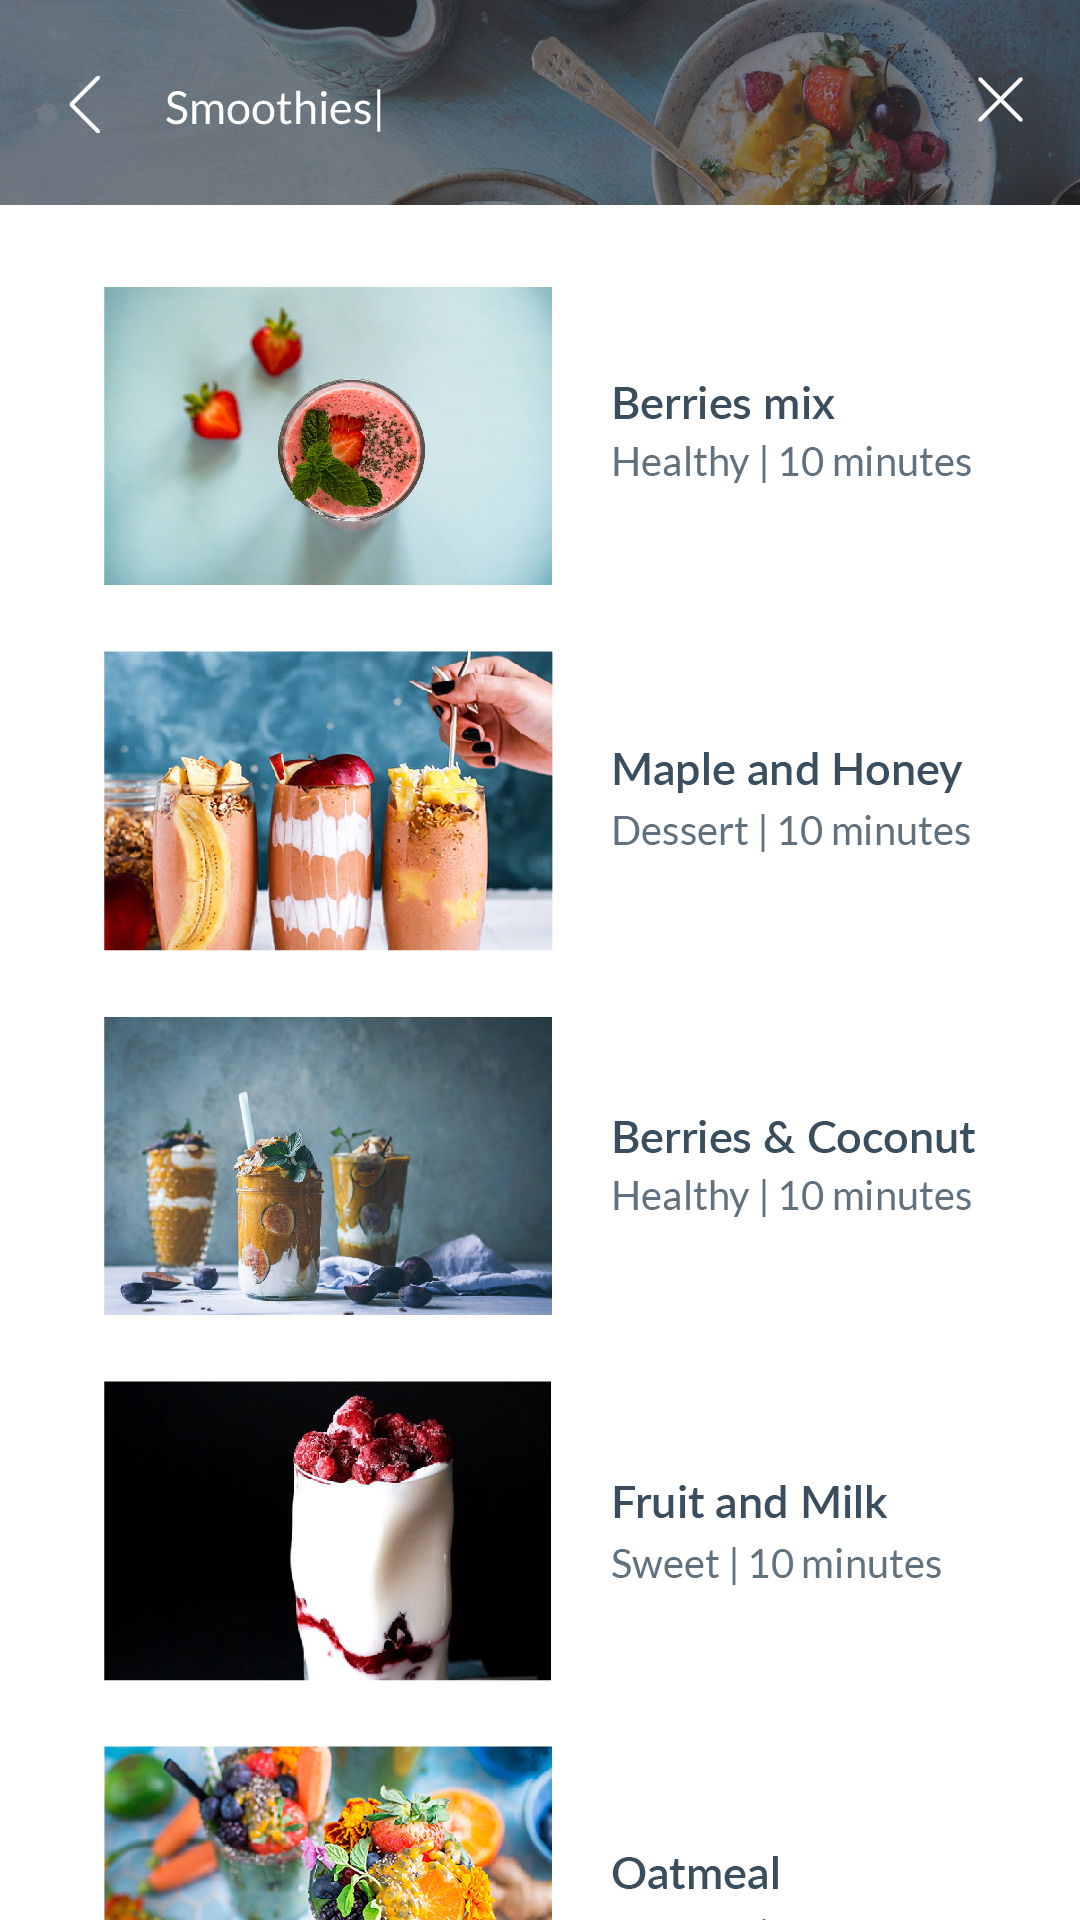 Smoothies
Berries mix
Healthy | 10 minutes
Maple and Honey
Dessert | 10 minutes
Berries & Coconut
Healthy | 10 minutes
Fruit and Milk
Sweet | 10 minutes
Oatmeal